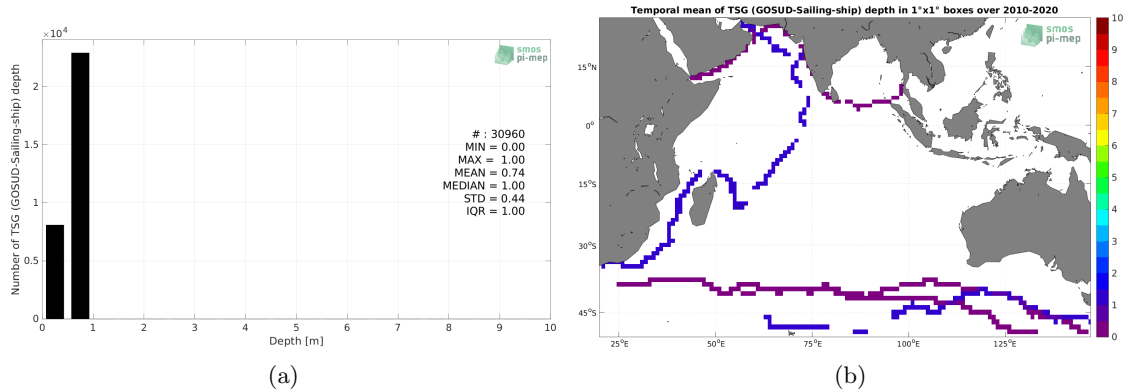 ×10⁴
2
1.5
1
0.5
0
Number of TSG (GOSUD-Sailing-ship) depth
smos
pi-mep
# : 30960
MIN = 0.00
MAX = 1.00
MEAN = 0.74
MEDIAN = 1.00
STD = 0.44
IQR = 1.00
0 1 2 3 4 5 6 7 8 9 10
Depth [m]
(a)
Temporal mean of TSG (GOSUD-Sailing-ship) depth in 1°x1° boxes over 2010-2020
smos
pi-mep
15°N
0°
15°S
30°S
45°S
25°E 50°E 75°E 100°E 125°E
10
9
8
7
6
5
4
3
2
1
0
(b)